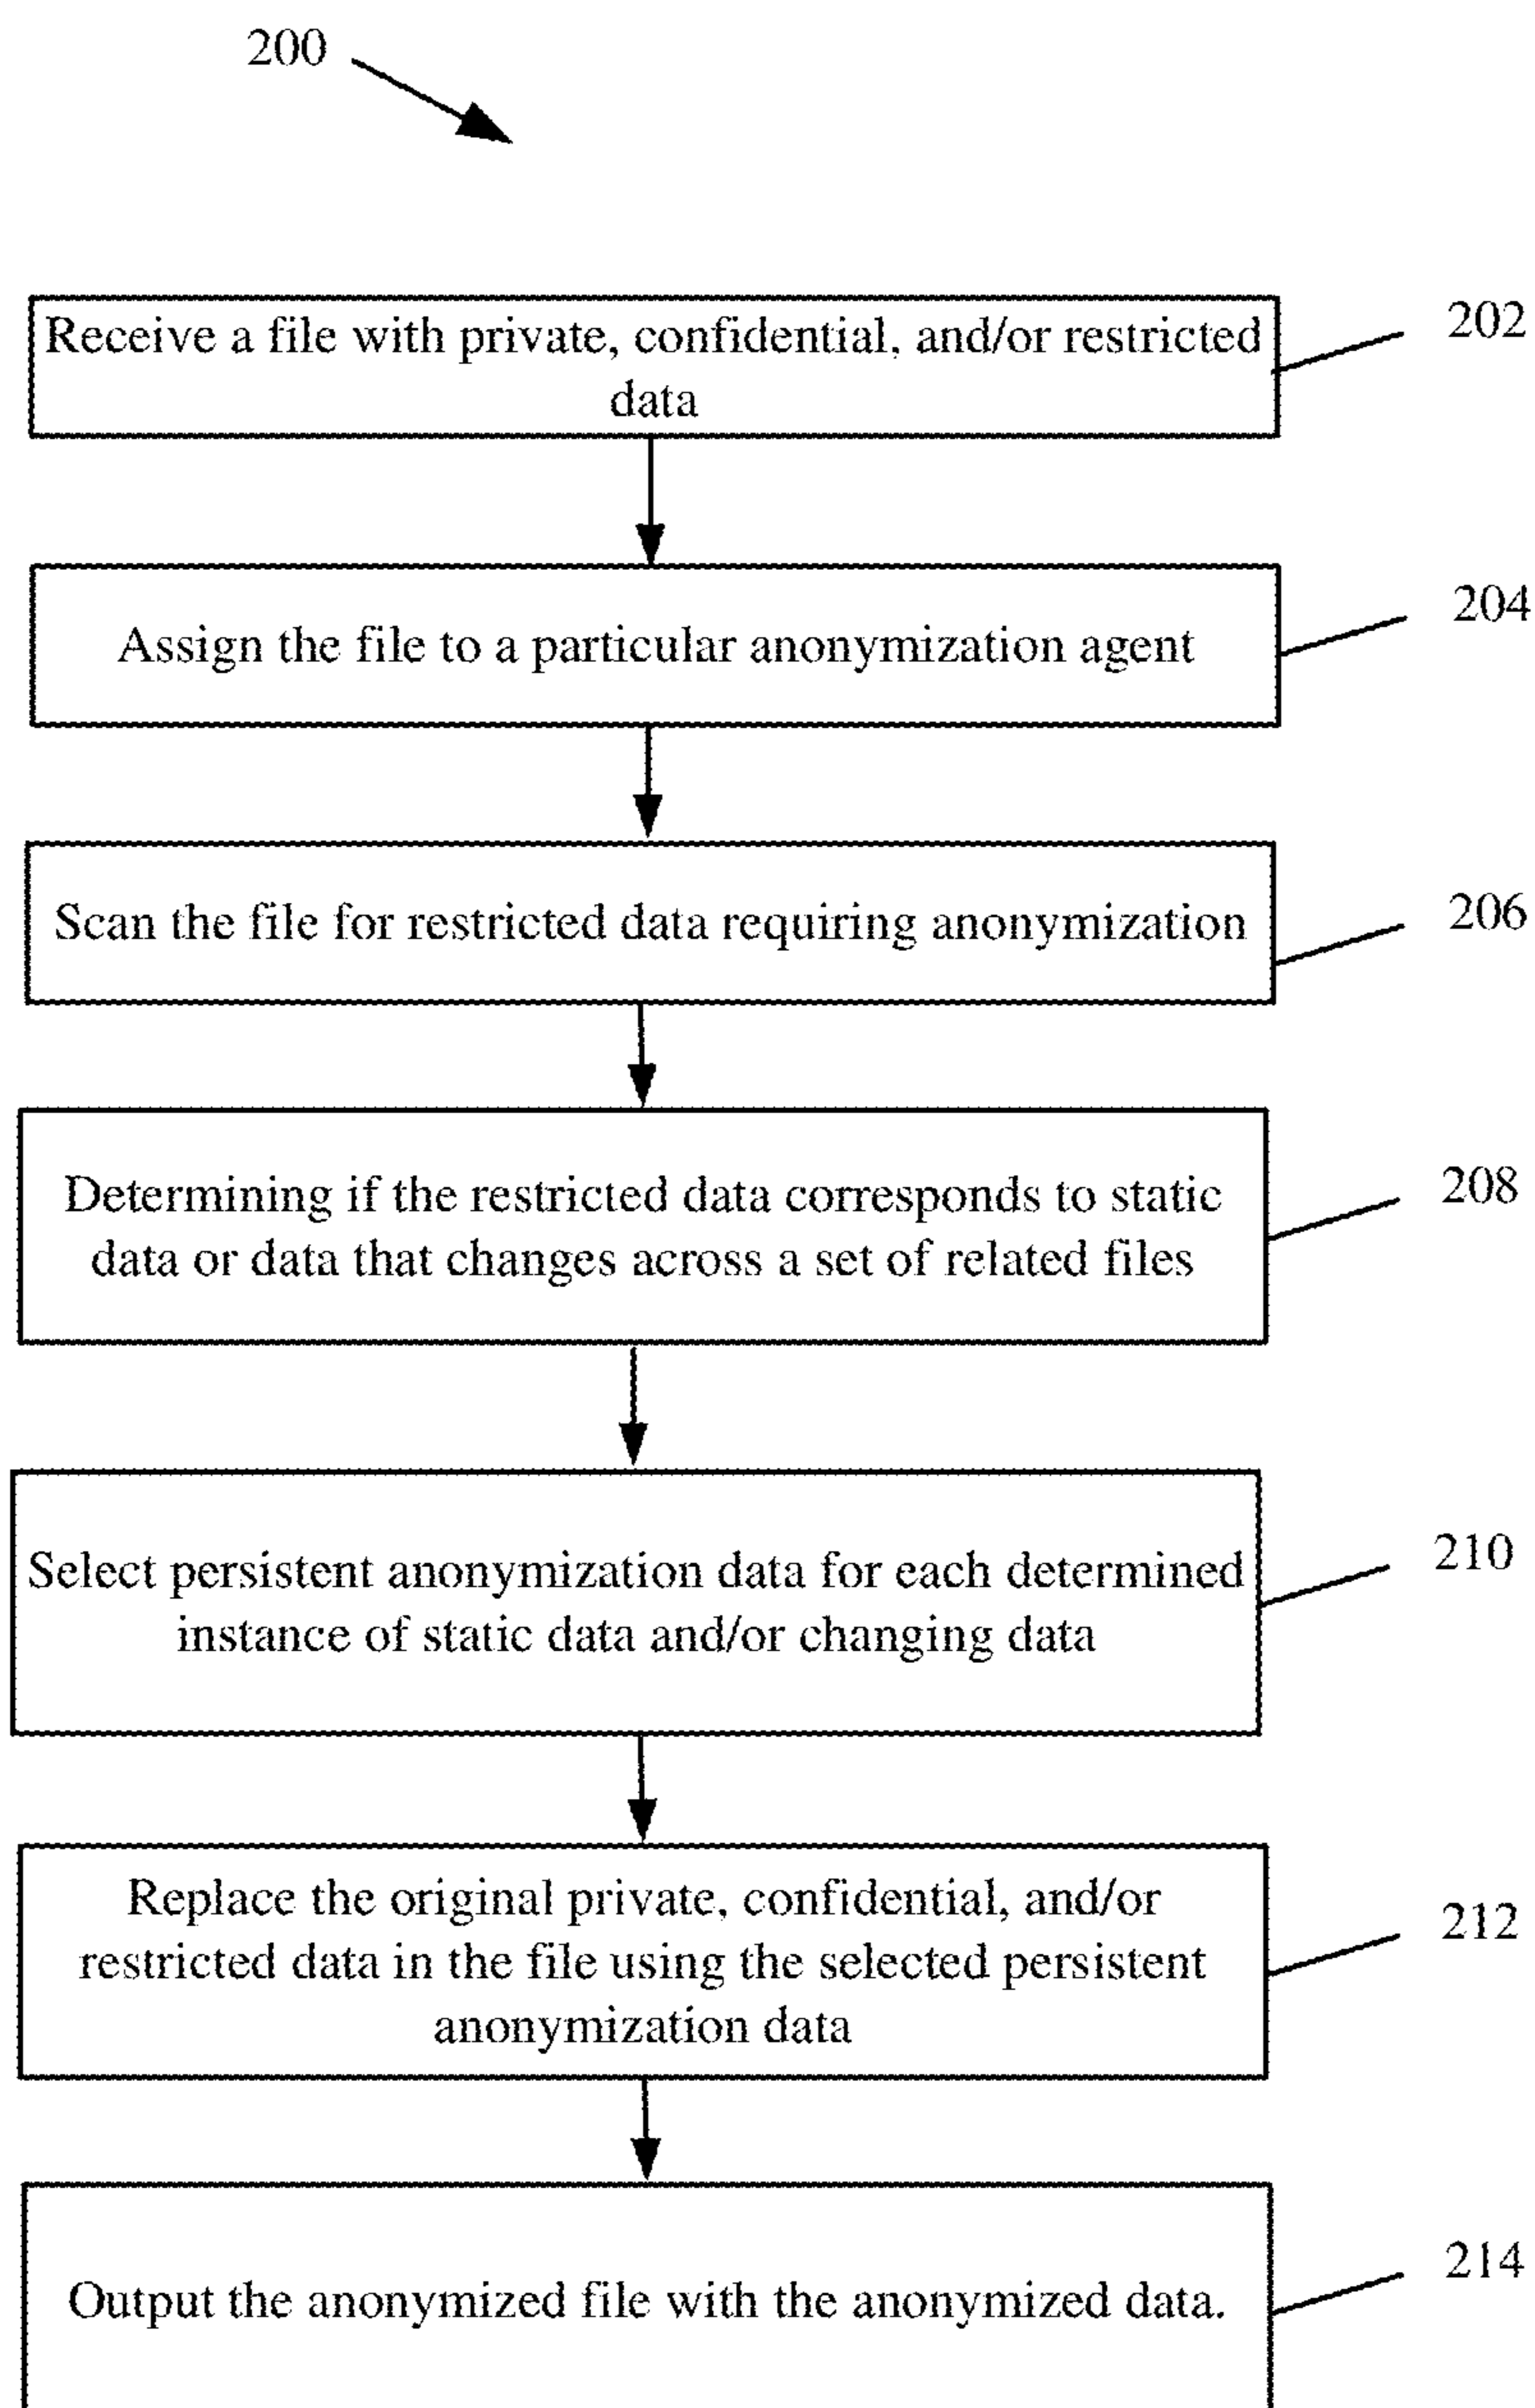 200
Receive a file with private, confidential, and/or restricted
data
202
Assign the file to a particular anonymization agent
204
Scan the file for restricted data requiring anonymization
206
Determining if the restricted data corresponds to static
data or data that changes across a set of related files
208
Select persistent anonymization data for each determined
instance of static data and/or changing data
210
Replace the original private, confidential, and/or
restricted data in the file using the selected persistent
anonymization data
212
Output the anonymized file with the anonymized data.
214